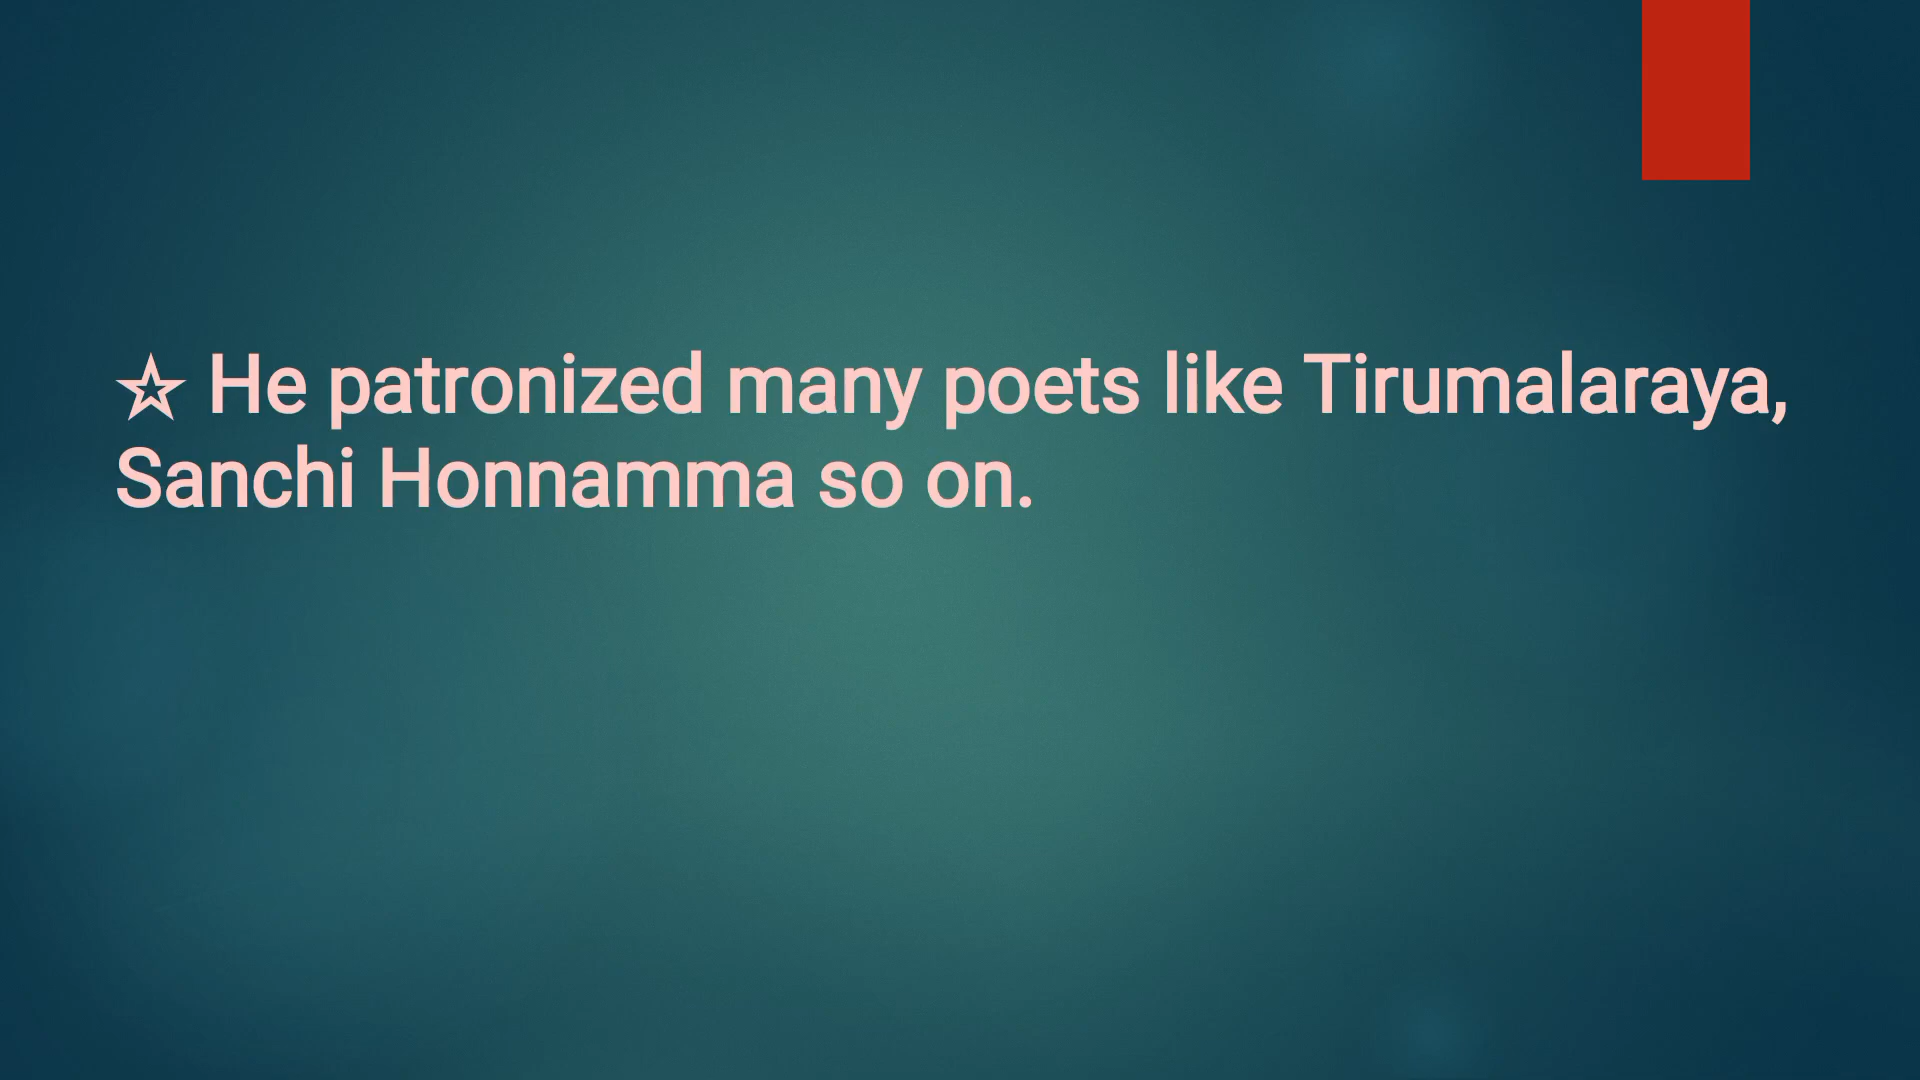 ☆ He patronized many poets like Tirumalaraya,
Sanchi Honnamma so on.